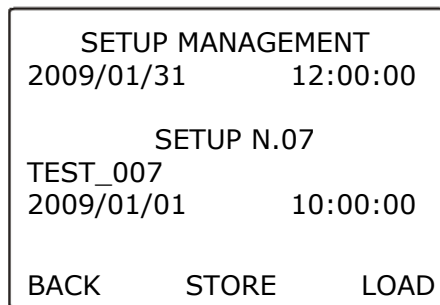 SETUP MANAGEMENT
2009/01/31 12:00:00
SETUP N.07
TEST_007
2009/01/01 10:00:00
BACK STORE LOAD